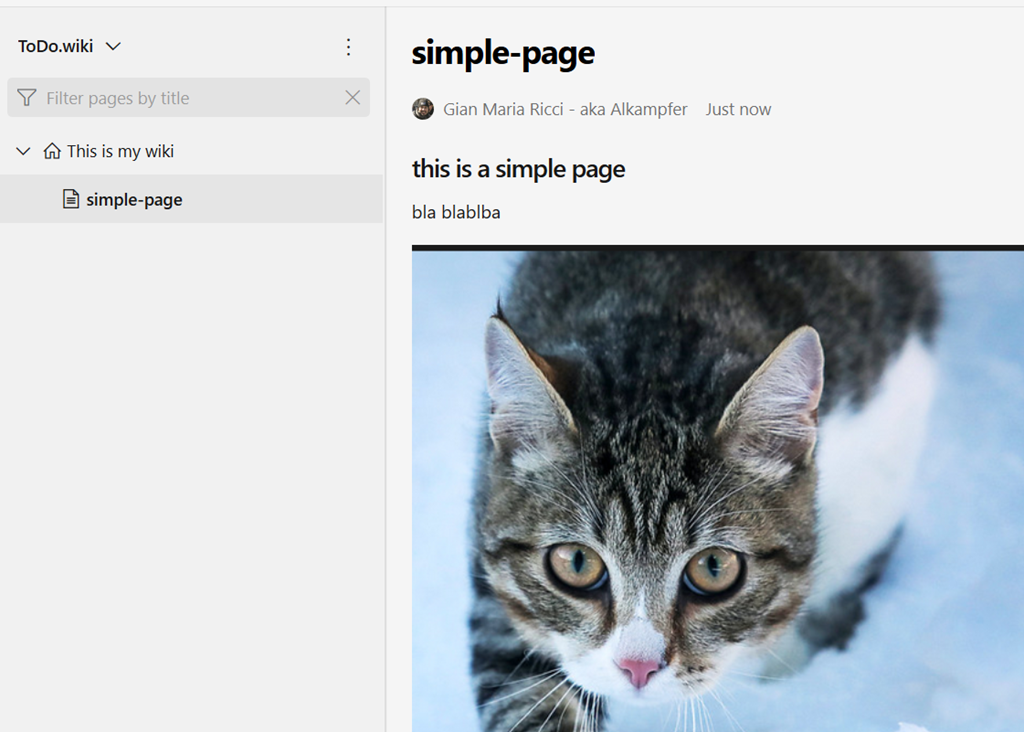 ToDo.wiki
Filter pages by title
This is my wiki
simple-page
simple-page
Gian Maria Ricci - aka Alkampfer Just now
this is a simple page
bla blablba